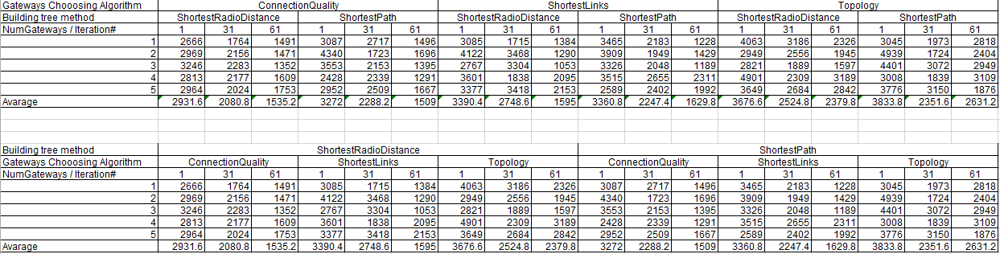 Gateways Chooosing Algorithm ConnectionQuality ShortestLinks Topology
Building tree method ShortestRadioDistance ShortestPath ShortestRadioDistance ShortestPath ShortestRadioDistance ShortestPath
NumGateways / Iteration# 1 31 61 1 31 61 1 31 61 1 31 61 1 31 61 1 31 61
1 2666 1764 1491 3087 2717 1496 3085 1715 1384 3465 2183 1228 4063 3186 2326 3045 1973 2818
2 2969 2156 1471 4340 1723 1696 4122 3468 1290 3909 1949 1429 2949 2556 1945 4939 1724 2404
3 3246 2283 1352 3553 2153 1395 2767 3304 1053 3326 2048 1189 2821 1889 1597 4401 3072 2949
4 2813 2177 1609 2428 2339 1291 3601 1838 2095 3515 2655 2311 4901 2309 3189 3008 1839 3109
5 2964 2024 1753 2952 2509 1667 3377 3418 2153 2589 2402 1992 3649 2684 2842 3776 3150 1876
Avarage 2931.6 2080.8 1535.2 3272 2288.2 1509 3390.4 2748.6 1595 3360.8 2247.4 1629.8 3676.6 2524.8 2379.8 3833.8 2351.6 2631.2
Building tree method ShortestRadioDistance ShortestPath
Gateways Chooosing Algorithm ConnectionQuality ShortestLinks Topology ConnectionQuality ShortestLinks Topology
NumGateways / Iteration# 1 31 61 1 31 61 1 31 61 1 31 61 1 31 61 1 31 61
1 2666 1764 1491 3085 1715 1384 4063 3186 2326 3087 2717 1496 3465 2183 1228 3045 1973 2818
2 2969 2156 1471 4122 3468 1290 2949 2556 1945 4340 1723 1696 3909 1949 1429 4939 1724 2404
3 3246 2283 1352 2767 3304 1053 2821 1889 1597 3553 2153 1395 3326 2048 1189 4401 3072 2949
4 2813 2177 1609 3601 1838 2095 4901 2309 3189 2428 2339 1291 3515 2655 2311 3008 1839 3109
5 2964 2024 1753 3377 3418 2153 3649 2684 2842 2952 2509 1667 2589 2402 1992 3776 3150 1876
Avarage 2931.6 2080.8 1535.2 3390.4 2748.6 1595 3676.6 2524.8 2379.8 3272 2288.2 1509 3360.8 2247.4 1629.8 3833.8 2351.6 2631.2